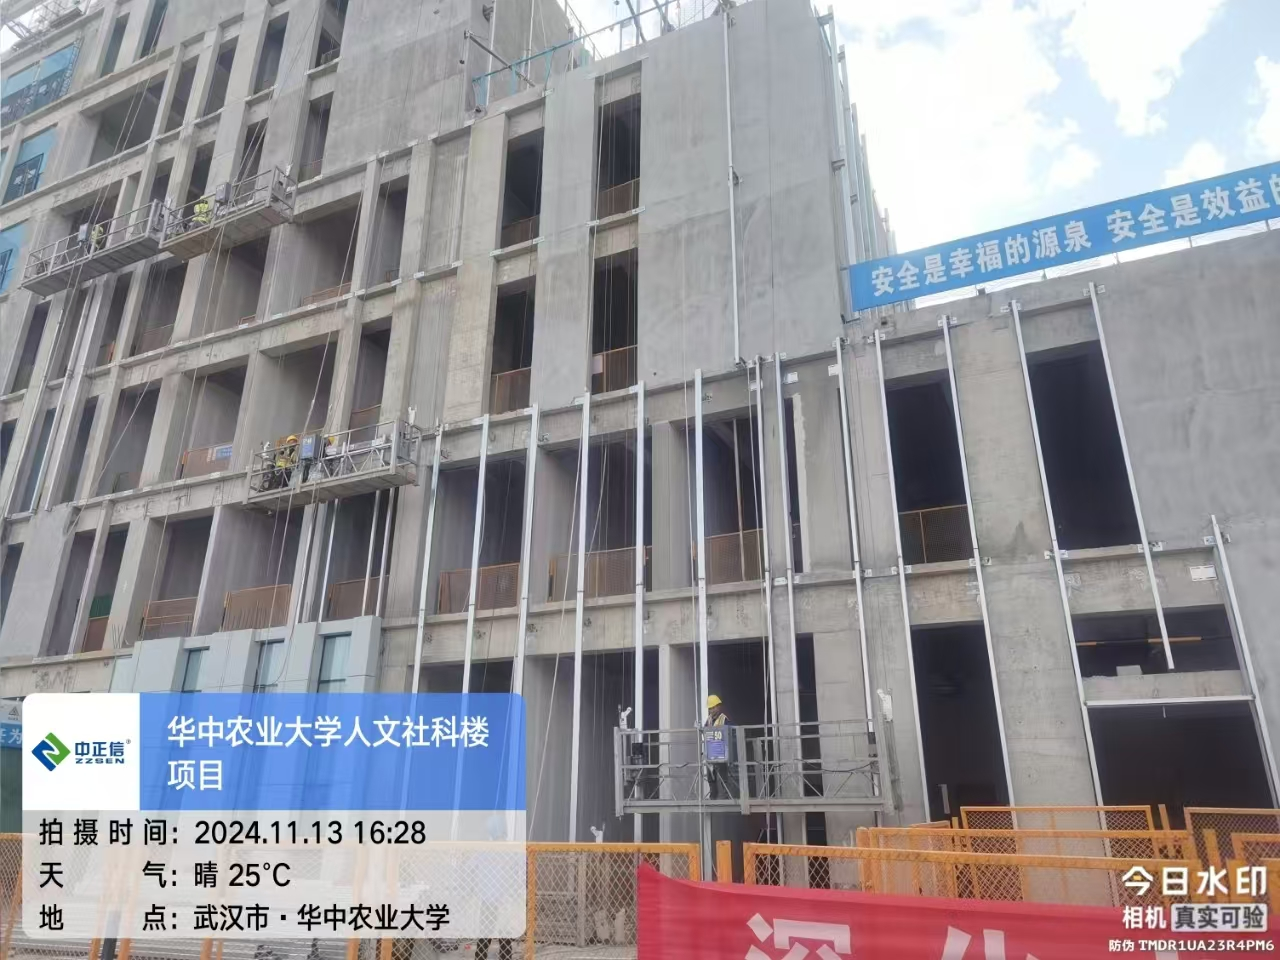 安全是幸福的源泉 安全是效益的
中正信®
ZZSEN
华中农业大学人文社科楼
项目
拍摄时间：2024.11.13 16:28
天气：晴 25°C
地点：武汉市·华中农业大学
今日水印
相机 真实可验
防伪 TMDR1UA23R4PM6